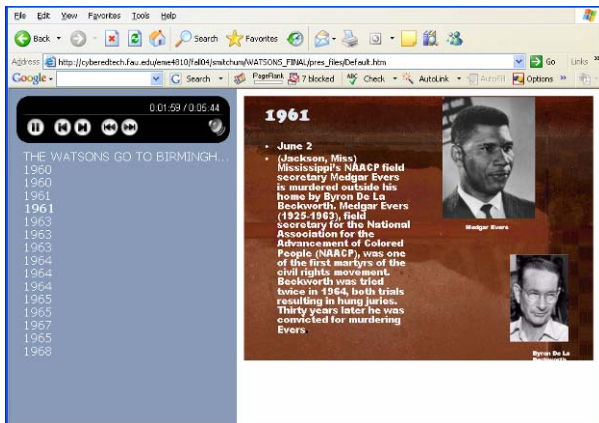 File Edit View Favorites Tools Help
Back Search Favorites
Address http://cyberedtech.fau.edu/eme4810/fall04/smitchum/WATSONS_FINAL/pres_files/Default.htm Go Links
Google Search PageRank 7 blocked Check AutoLink AutoFill Options
0:01:59 / 0:05:44
THE WATSONS GO TO BIRMINGH...
1960
1960
1961
1961
1963
1963
1963
1964
1964
1964
1965
1965
1967
1965
1968
1961
• June 2
• (Jackson, Miss)
Mississippi's NAACP field
secretary Medgar Evers
is murdered outside his
home by Byron De La
Beckworth. Medgar Evers
(1925-1963), field
secretary for the National
Association for the
Advancement of Colored
People (NAACP), was one
of the first martyrs of the
civil rights movement.
Beckworth was tried
twice in 1964, both trials
resulting in hung juries.
Thirty years later he was
convicted for murdering
Evers.
Medgar Evers
Byron De La
Beckworth